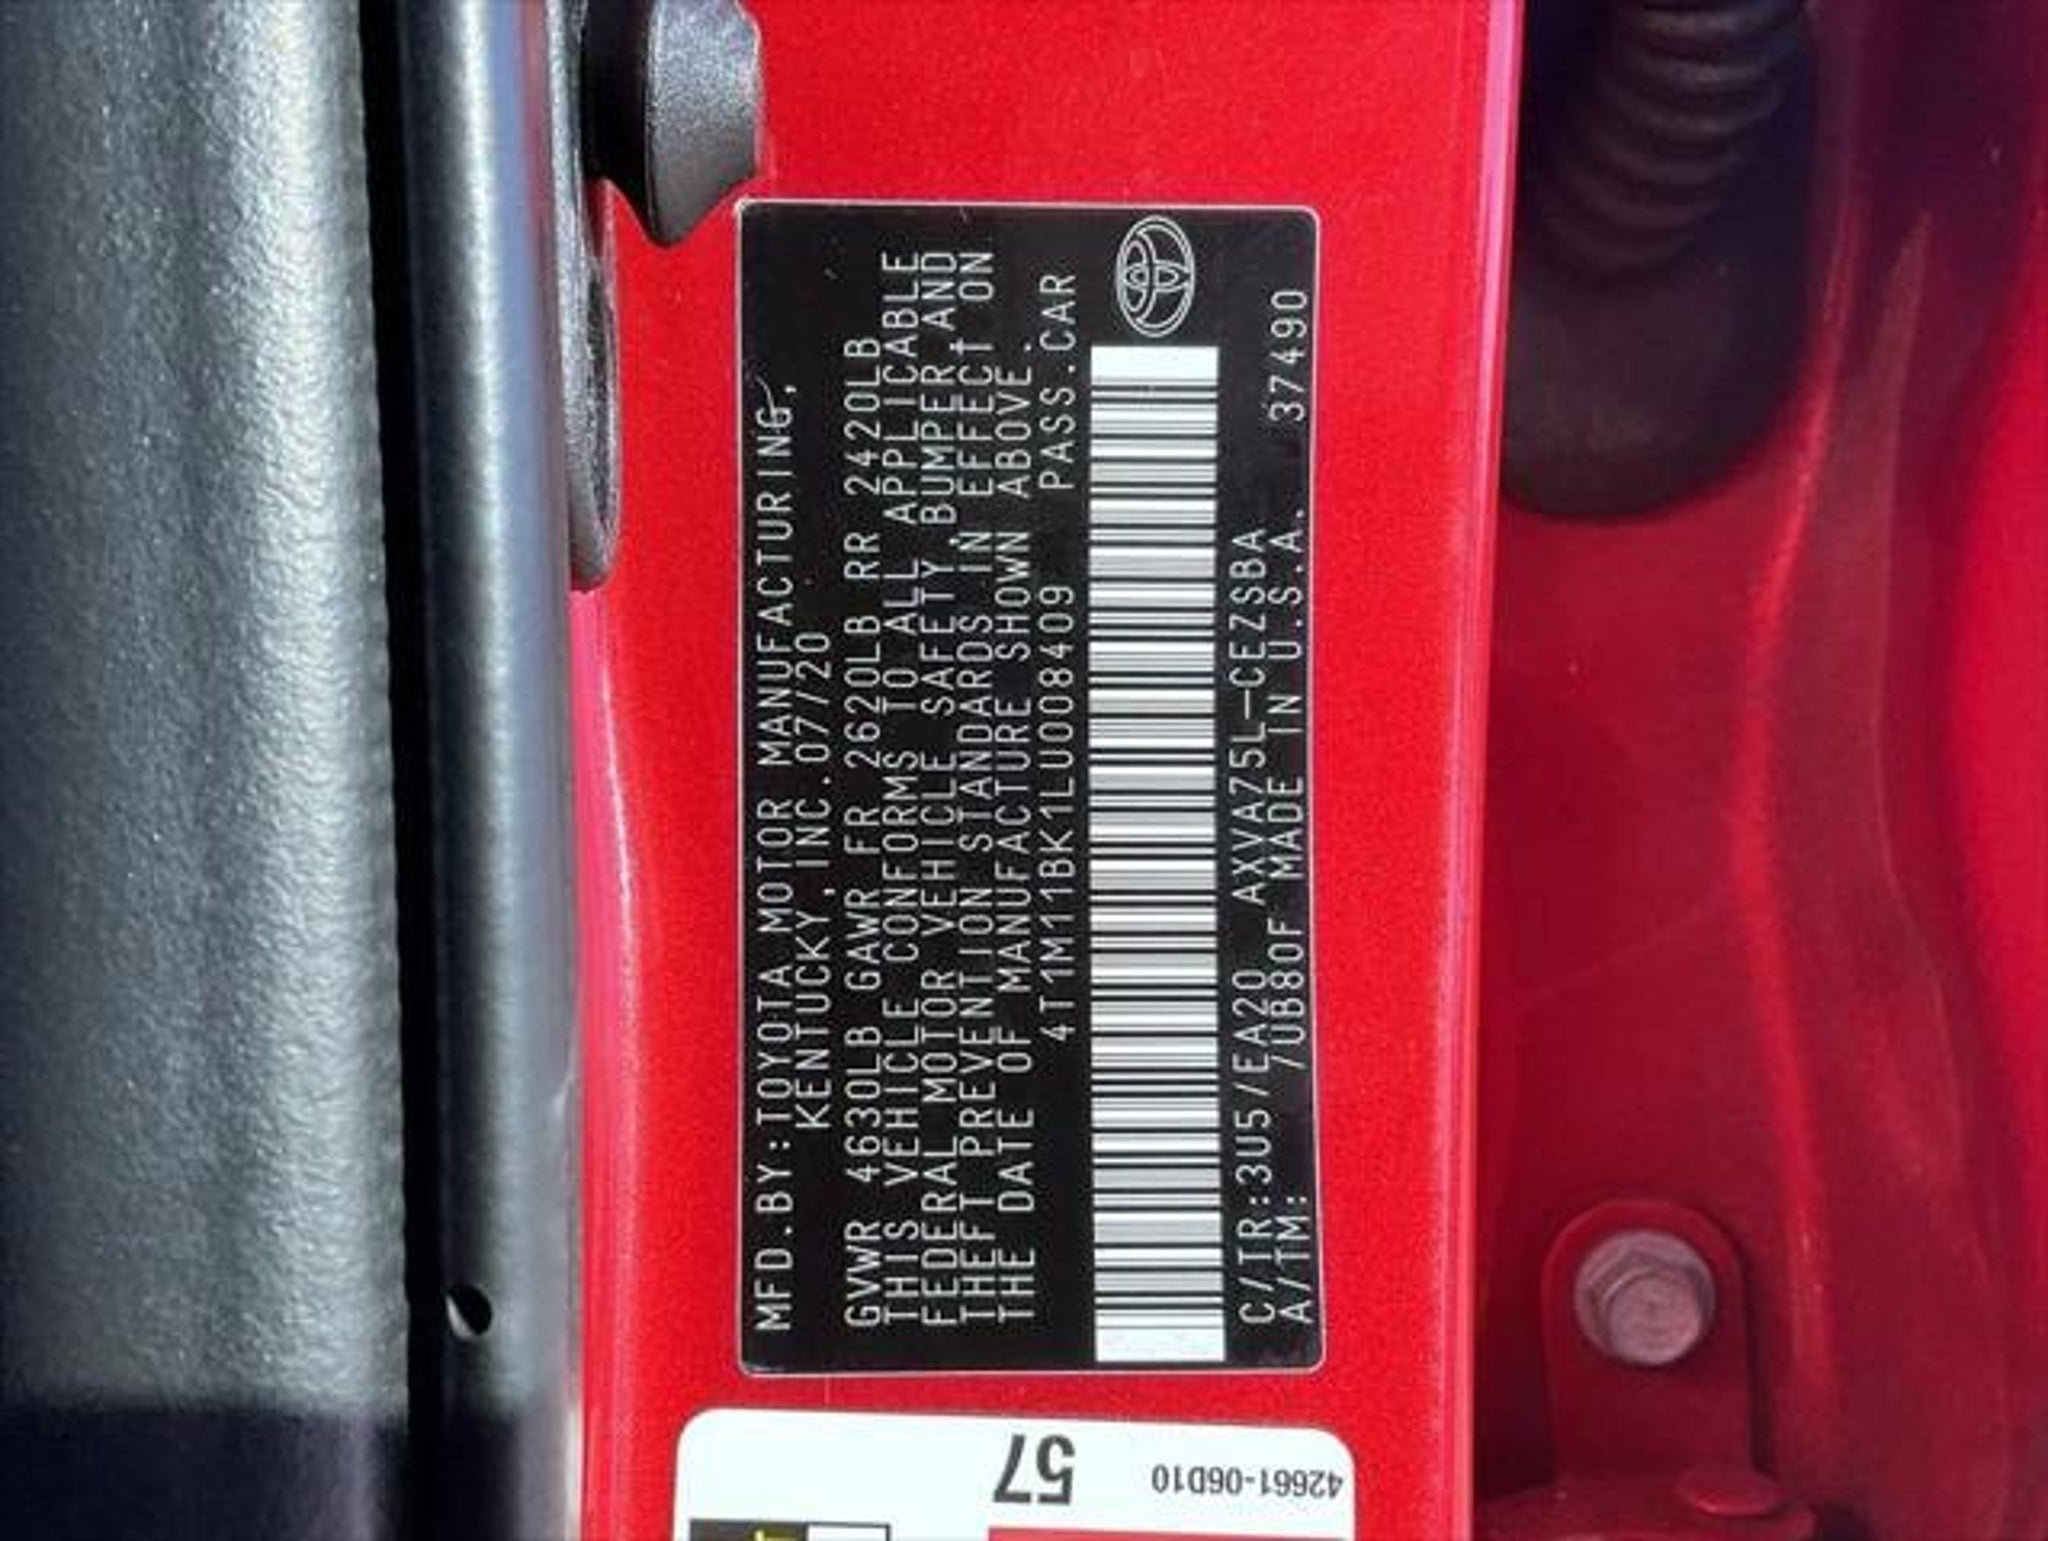 MFD.BY:TOYOTA MOTOR MANUFACTURING,
KENTUCKY, INC. 07/20
GVWR 4630LB GAWR FR 2620LB RR 2420LB
THIS VEHICLE CONFORMS TO ALL APPLICABLE
FEDERAL MOTOR VEHICLE SAFETY, BUMPER, AND
THEFT PREVENTION STANDARDS IN EFFECT ON
THE DATE OF MANUFACTURE SHOWN ABOVE.
4T1M11BK1LU008409 PASS.CAR
C/TR:3U5/EA20 AXVA75L-CEZSBA
A/TM: /UB80F MADE IN U.S.A. 37490
57
42661-06D10